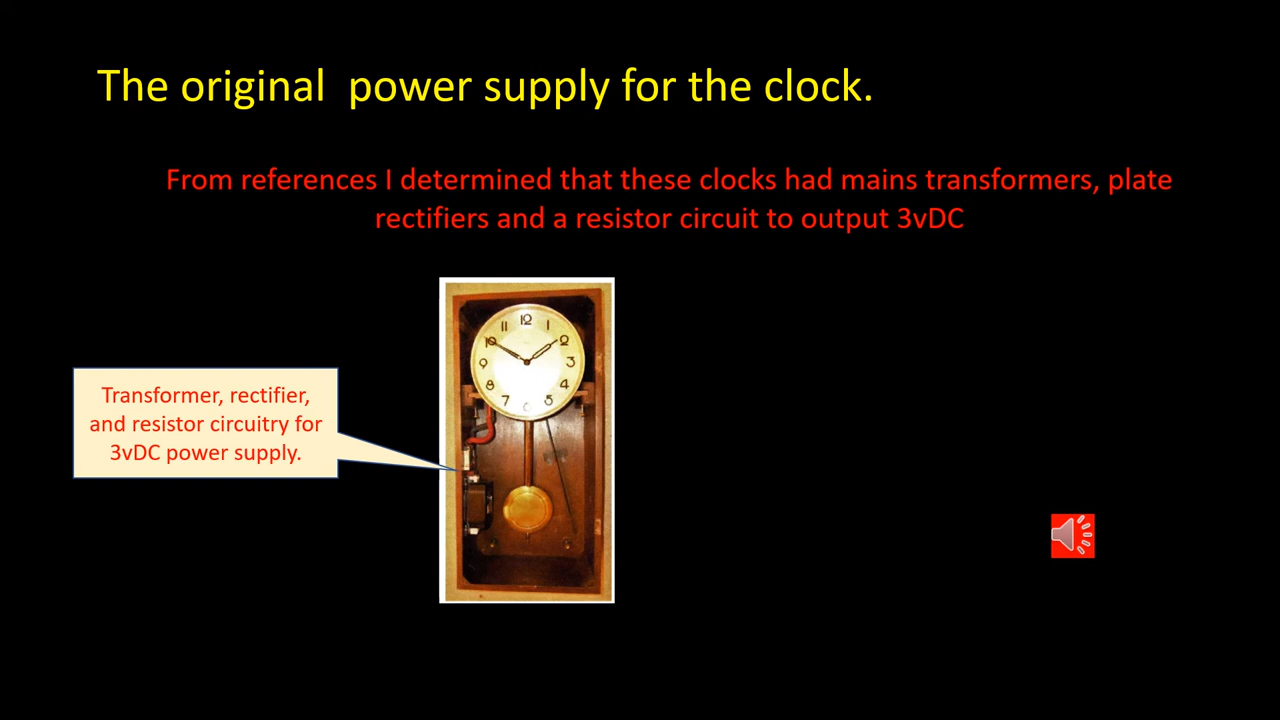 The original  power supply for the clock.
From references I determined that these clocks had mains transformers, plate
rectifiers and a resistor circuit to output 3vDC
Transformer, rectifier,
and resistor circuitry for
3vDC power supply.
12
11 1
10 2
9 3
8 4
7 5